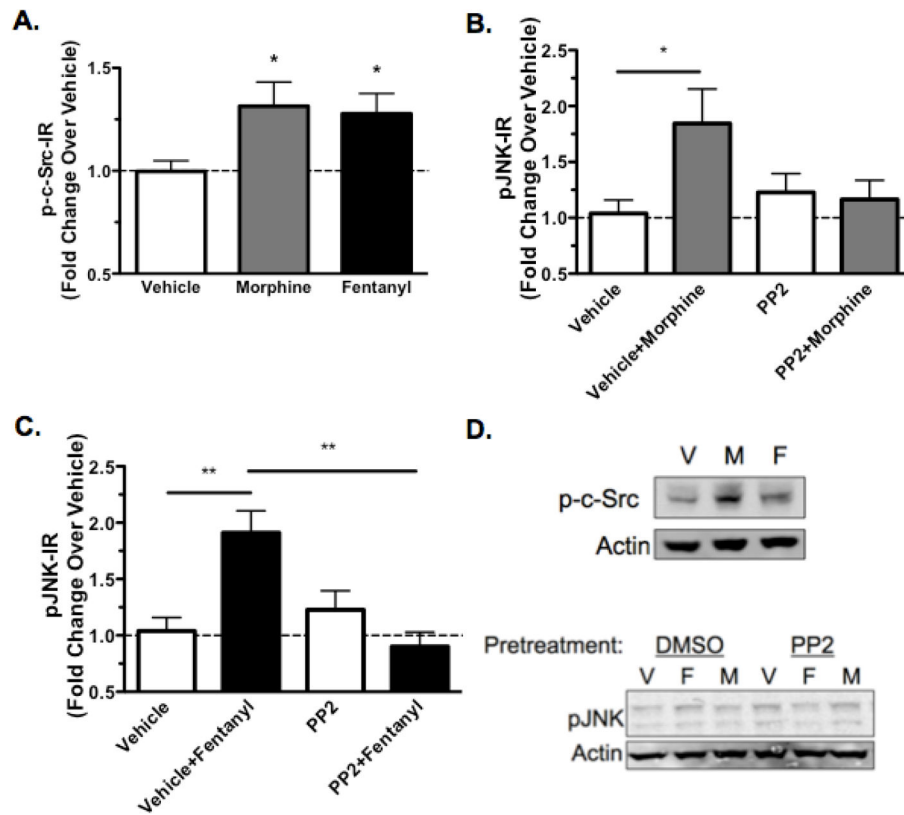 A.
p-c-Src-IR
(Fold Change Over Vehicle)
1.5
1.0
0.5
*
*
Vehicle Morphine Fentanyl
B.
pJNK-IR
(Fold Change Over Vehicle)
2.5
2.0
1.5
1.0
0.5
*
Vehicle
Vehicle+Morphine
PP2
PP2+Morphine
C.
pJNK-IR
(Fold Change Over Vehicle)
2.5
2.0
1.5
1.0
0.5
**
**
Vehicle
Vehicle+Fentanyl
PP2
PP2+Fentanyl
D.
V M F
p-c-Src
Actin
Pretreatment: DMSO PP2
V F M V F M
pJNK
Actin